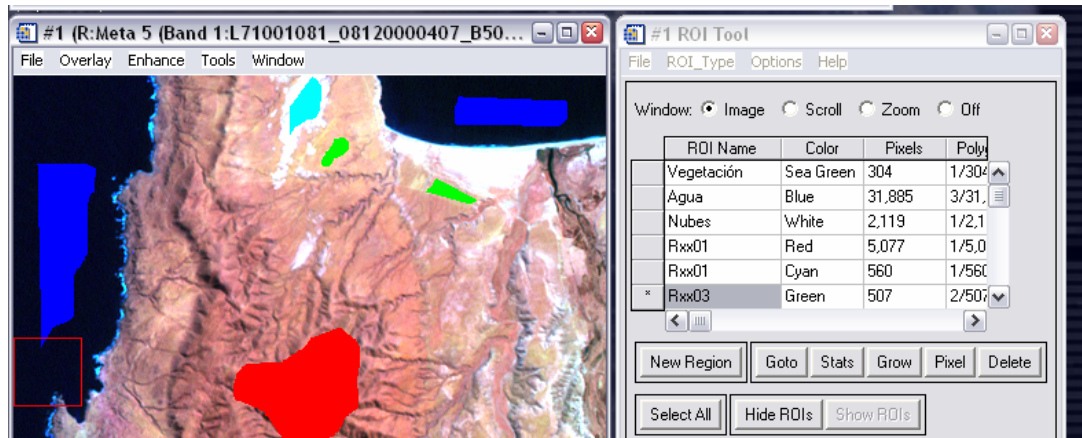 #1 (R:Meta 5 (Band 1:L71001081_08120000407_B50...
File Overlay Enhance Tools Window
#1 ROI Tool
File ROI_Type Options Help
Window: Image Scroll Zoom Off
ROI Name Color Pixels Poly
Vegetación Sea Green 304 1/304
Agua Blue 31,885 3/31,
Nubes White 2,119 1/2,1
Rxx01 Red 5,077 1/5,0
Rxx01 Cyan 560 1/560
* Rxx03 Green 507 2/507
New Region Goto Stats Grow Pixel Delete
Select All Hide ROIs Show ROIs